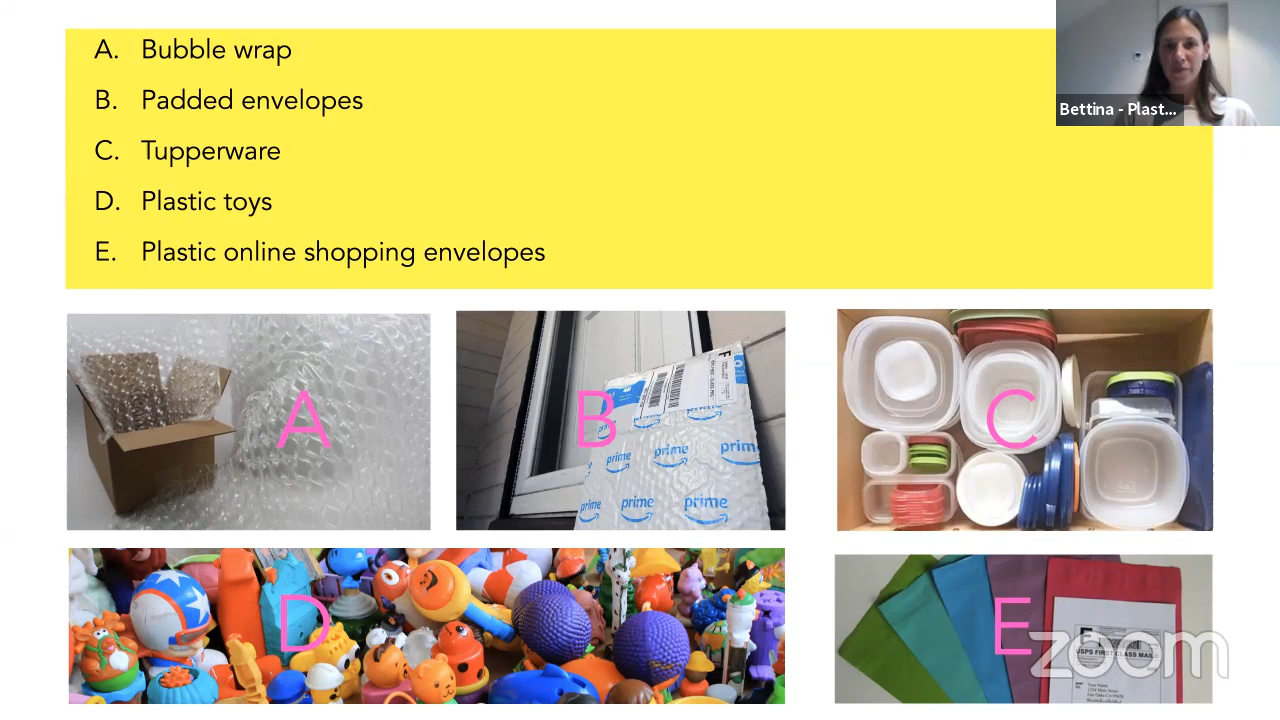 A. Bubble wrap
B. Padded envelopes
C. Tupperware
D. Plastic toys
E. Plastic online shopping envelopes
Bettina - Plast...
A
B
prime
prime
prime
prime
prime
prime
C
D
E
USPS FIRST CLASS MAIL
zoom